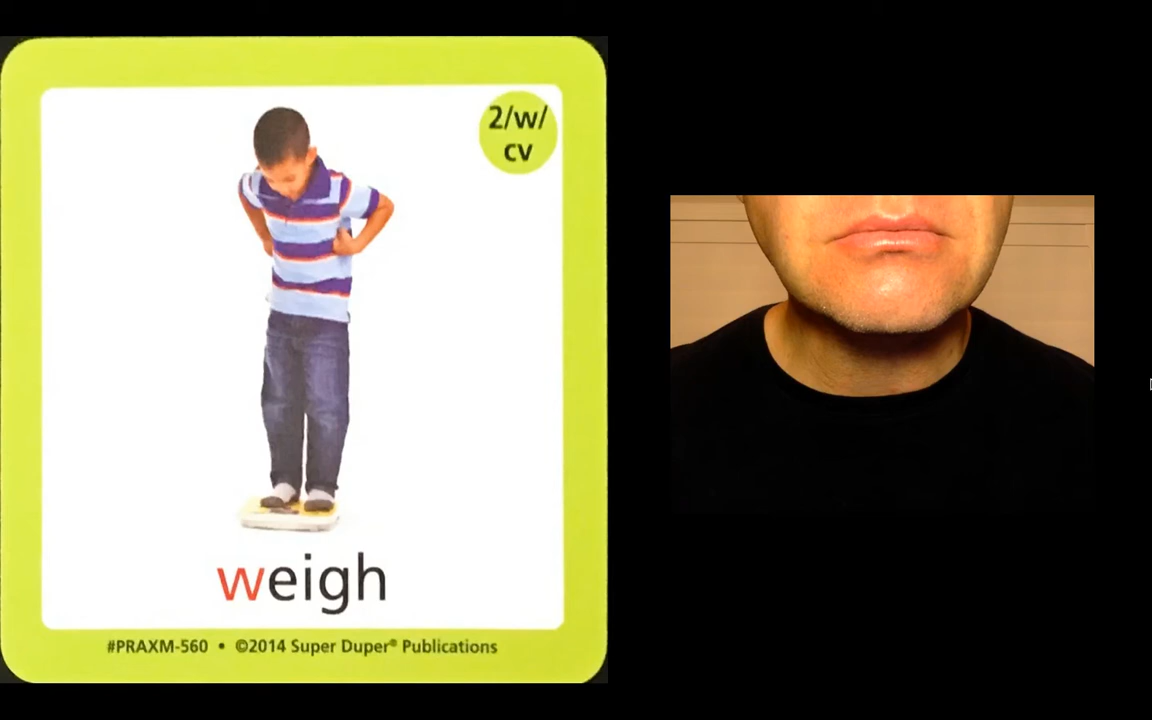 2/w/
cv
weigh
#PRAXM-560 • ©2014 Super Duper® Publications